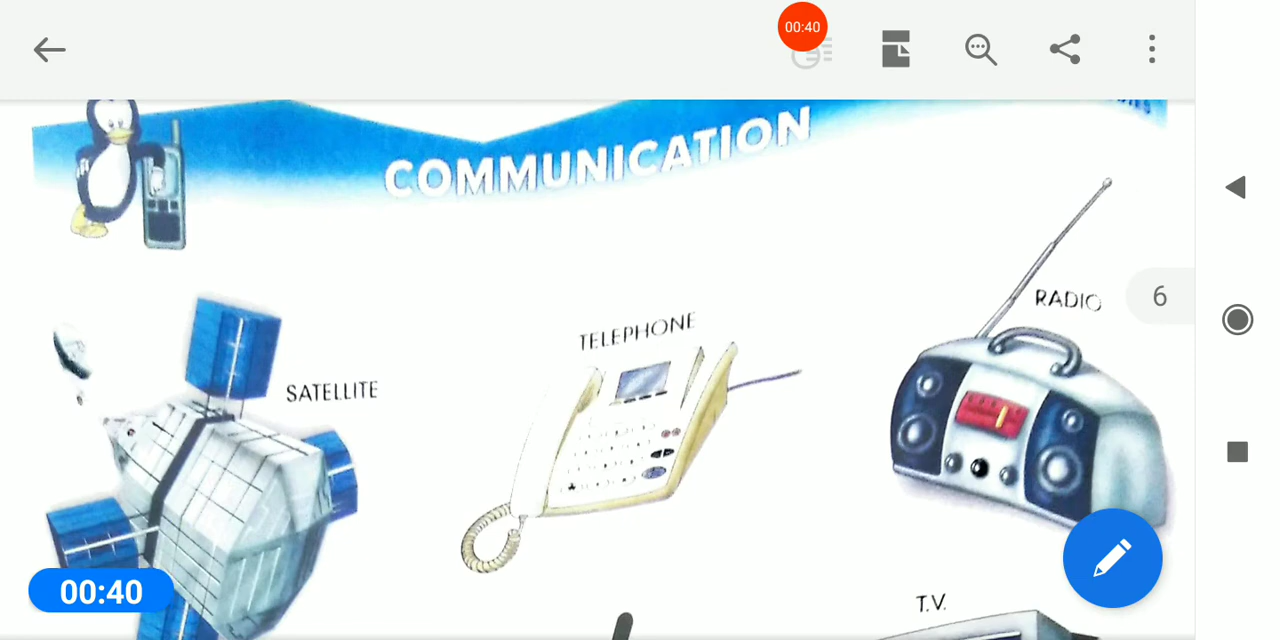 00:40
COMMUNICATION
RADIO
6
TELEPHONE
SATELLITE
00:40
T.V.